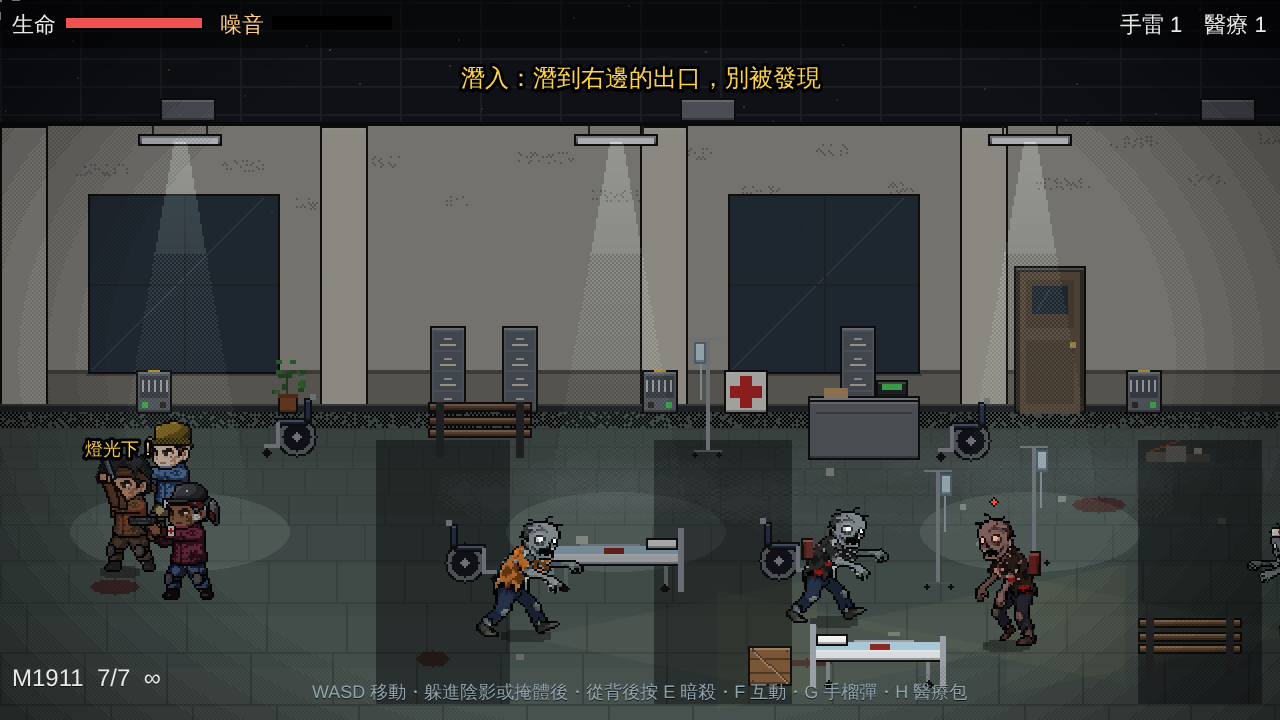 生命 噪音 手雷 1 醫療 1
潛入：潛到右邊的出口，別被發現
燈光下！
M1911 7/7 ∞
WASD 移動・躲進陰影或掩體後・從背後按 E 暗殺・F 互動・G 手榴彈・H 醫療包